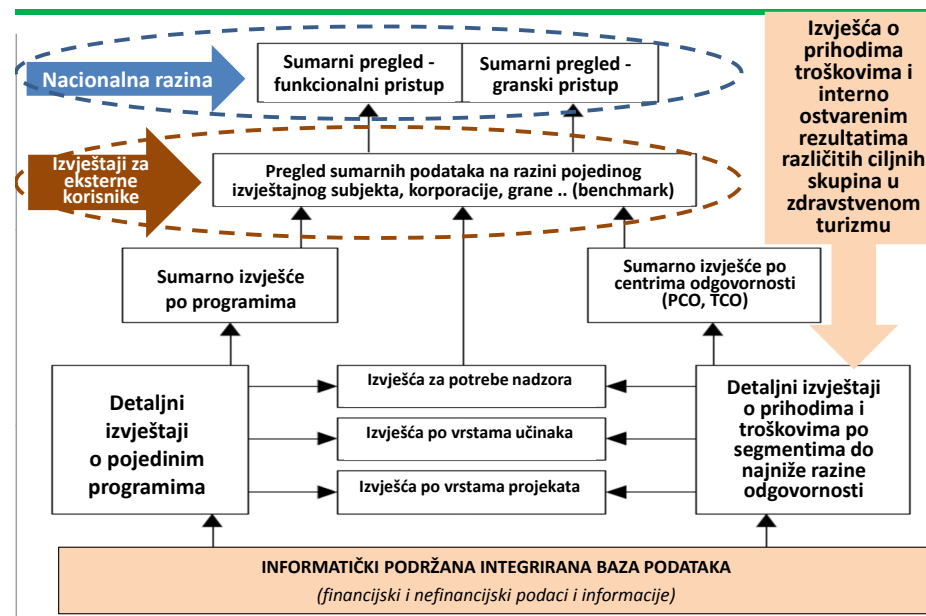 Nacionalna razina
Sumarni pregled -
funkcionalni pristup
Sumarni pregled -
granski pristup
Izvješća o
prihodima
troškovima i
interno
ostvarenim
rezultatima
različitih ciljnih
skupina u
zdravstvenom
turizmu
Izvještaji za
eksterne
korisnike
Pregled sumarnih podataka na razini pojedinog
izvještajnog subjekta, korporacije, grane .. (benchmark)
Sumarno izvješće
po programima
Sumarno izvješće po
centrima odgovornosti
(PCO, TCO)
Detaljni
izvještaji
o pojedinim
programima
Izvješća za potrebe nadzora
Izvješća po vrstama učinaka
Izvješća po vrstama projekata
Detaljni izvještaji
o prihodima i
troškovima po
segmentima do
najniže razine
odgovornosti
INFORMATIČKI PODRŽANA INTEGRIRANA BAZA PODATAKA
(financijski i nefinancijski podaci i informacije)